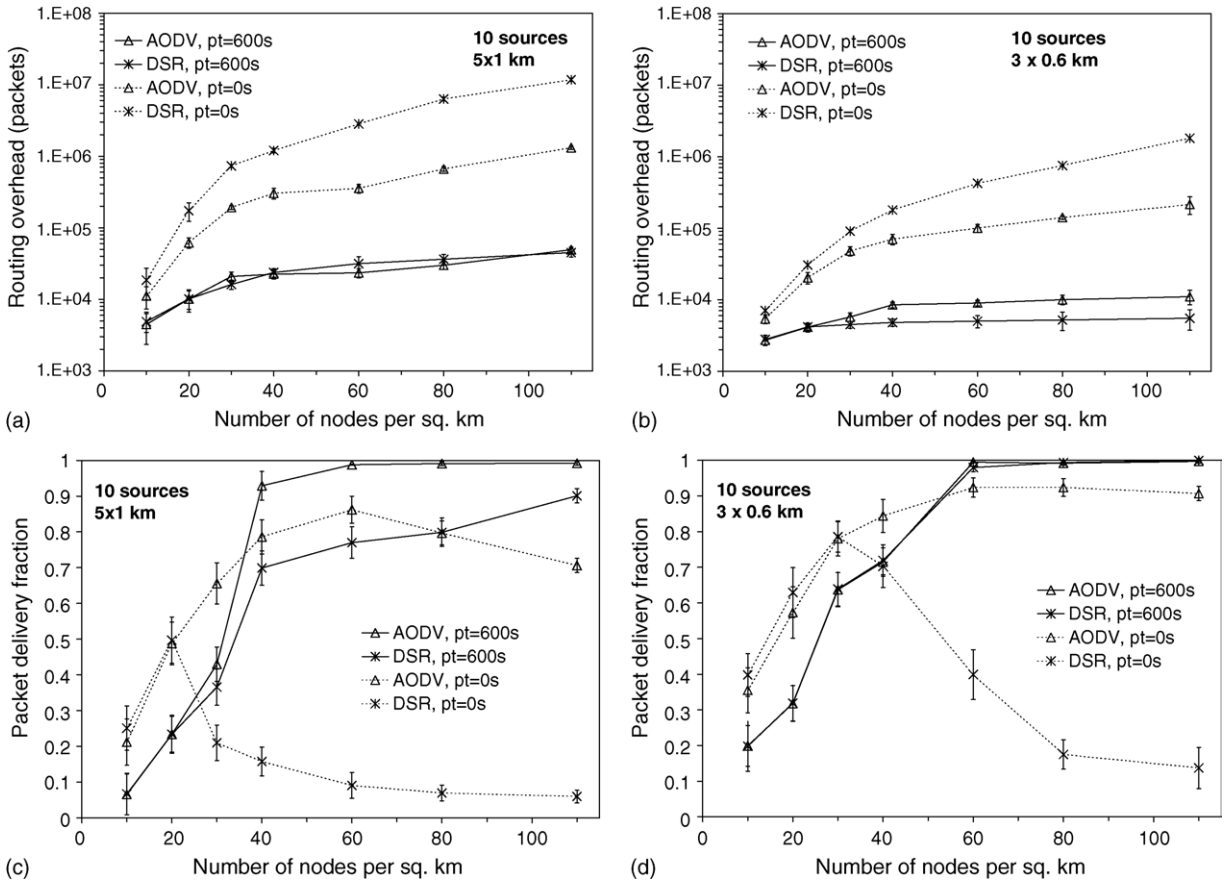 1.E+08
1.E+07
1.E+06
1.E+05
1.E+04
1.E+03
Routing overhead (packets)
AODV, pt=600s
DSR, pt=600s
AODV, pt=0s
DSR, pt=0s
10 sources
5x1 km
0 20 40 60 80 100
Number of nodes per sq. km
(a)
1.E+08
1.E+07
1.E+06
1.E+05
1.E+04
1.E+03
Routing overhead (packets)
AODV, pt=600s
DSR, pt=600s
AODV, pt=0s
DSR, pt=0s
10 sources
3 x 0.6 km
0 20 40 60 80 100
Number of nodes per sq. km
(b)
1
0.9
0.8
0.7
0.6
0.5
0.4
0.3
0.2
0.1
0
Packet delivery fraction
10 sources
5x1 km
AODV, pt=600s
DSR, pt=600s
AODV, pt=0s
DSR, pt=0s
0 20 40 60 80 100
Number of nodes per sq. km
(c)
1
0.9
0.8
0.7
0.6
0.5
0.4
0.3
0.2
0.1
0
Packet delivery fraction
10 sources
3 x 0.6 km
AODV, pt=600s
DSR, pt=600s
AODV, pt=0s
DSR, pt=0s
0 20 40 60 80 100
Number of nodes per sq. km
(d)